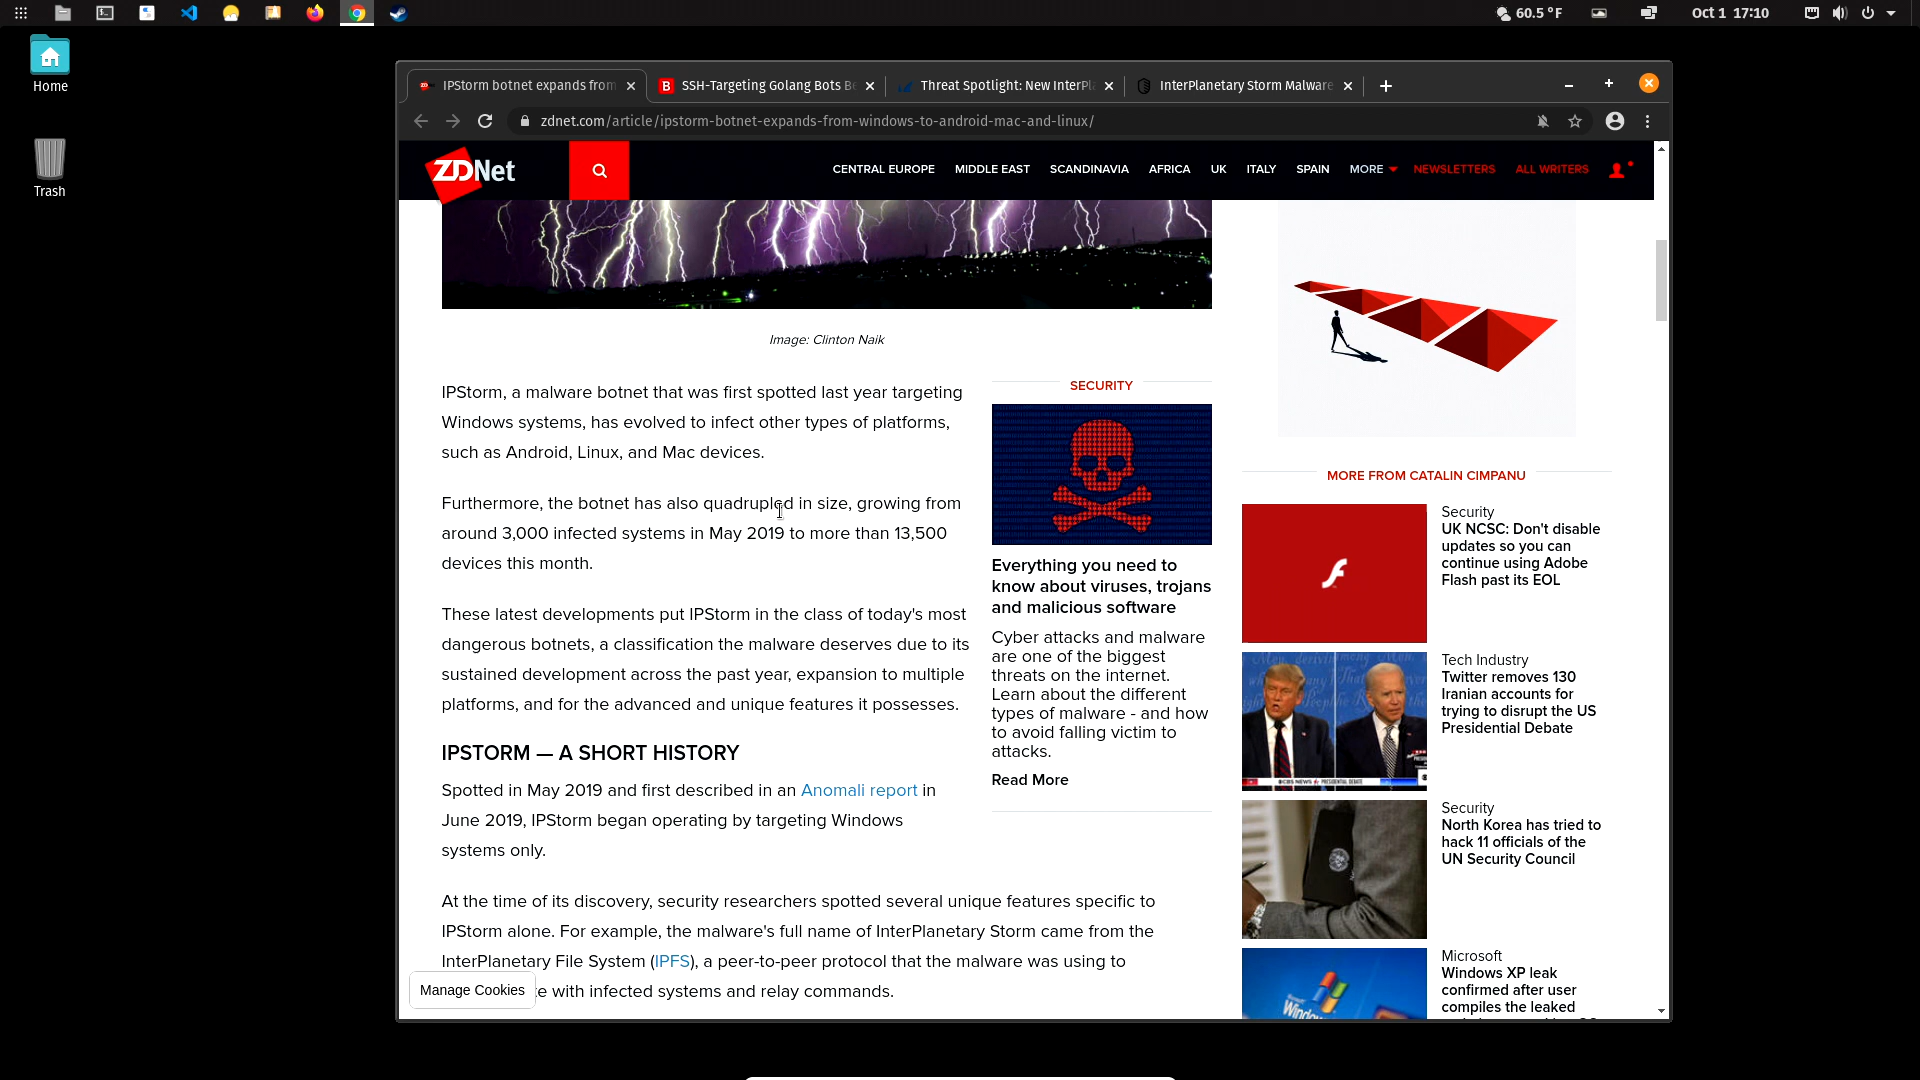 60.5 °F
Oct 1 17:10
Home
Trash
IPStorm botnet expands from
SSH-Targeting Golang Bots Be
Threat Spotlight: New InterPla
InterPlanetary Storm Malware
zdnet.com/article/ipstorm-botnet-expands-from-windows-to-android-mac-and-linux/
ZDNet
CENTRAL EUROPE MIDDLE EAST SCANDINAVIA AFRICA UK ITALY SPAIN MORE NEWSLETTERS ALL WRITERS
Image: Clinton Naik
IPStorm, a malware botnet that was first spotted last year targeting
Windows systems, has evolved to infect other types of platforms,
such as Android, Linux, and Mac devices.
Furthermore, the botnet has also quadrupled in size, growing from
around 3,000 infected systems in May 2019 to more than 13,500
devices this month.
These latest developments put IPStorm in the class of today's most
dangerous botnets, a classification the malware deserves due to its
sustained development across the past year, expansion to multiple
platforms, and for the advanced and unique features it possesses.
IPSTORM — A SHORT HISTORY
Spotted in May 2019 and first described in an Anomali report in
June 2019, IPStorm began operating by targeting Windows
systems only.
At the time of its discovery, security researchers spotted several unique features specific to
IPStorm alone. For example, the malware's full name of InterPlanetary Storm came from the
InterPlanetary File System (IPFS), a peer-to-peer protocol that the malware was using to
with infected systems and relay commands.
Manage Cookies
SECURITY
Everything you need to
know about viruses, trojans
and malicious software
Cyber attacks and malware
are one of the biggest
threats on the internet.
Learn about the different
types of malware - and how
to avoid falling victim to
attacks.
Read More
MORE FROM CATALIN CIMPANU
Security
UK NCSC: Don't disable
updates so you can
continue using Adobe
Flash past its EOL
Tech Industry
Twitter removes 130
Iranian accounts for
trying to disrupt the US
Presidential Debate
Security
North Korea has tried to
hack 11 officials of the
UN Security Council
Microsoft
Windows XP leak
confirmed after user
compiles the leaked